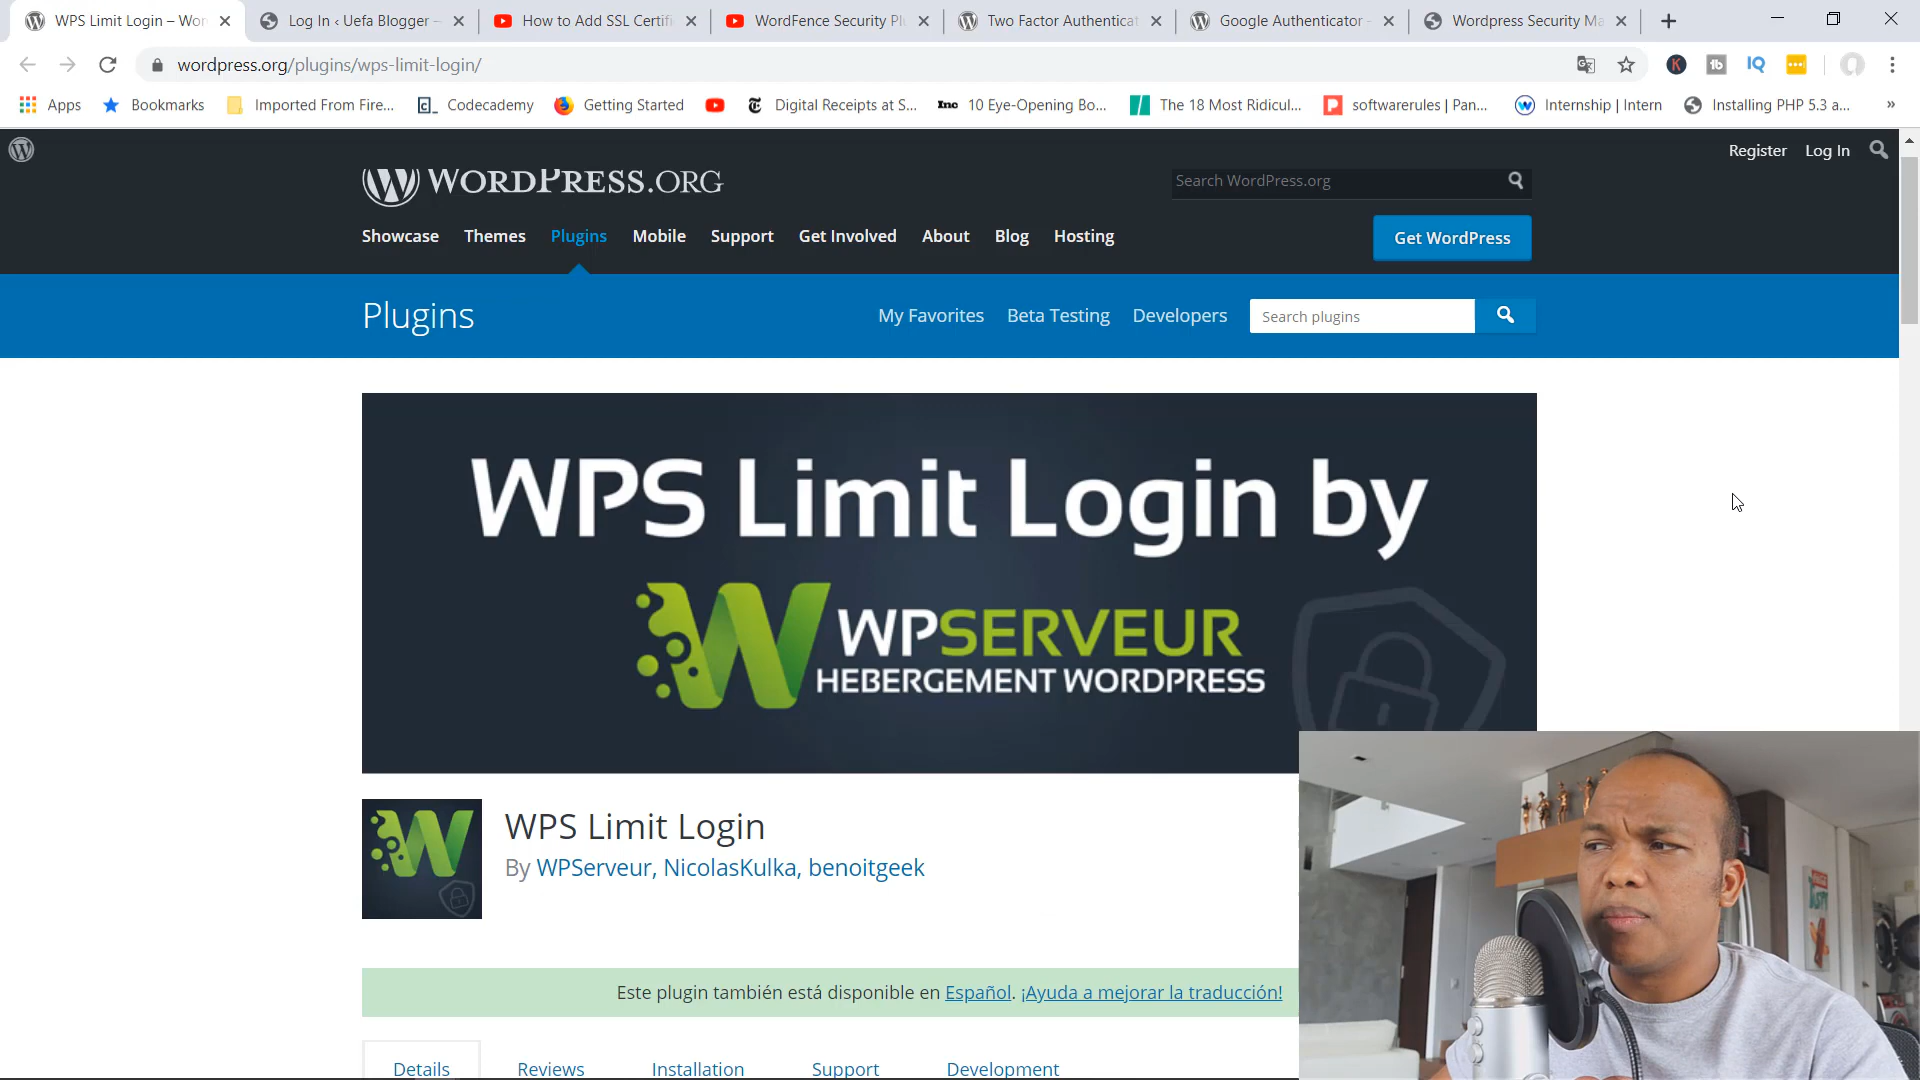 WPS Limit Login – Wor
Log In ‹ Uefa Blogger –
How to Add SSL Certifi
WordFence Security Pl
Two Factor Authenticat
Google Authenticator –
Wordpress Security Ma
wordpress.org/plugins/wps-limit-login/
Apps
Bookmarks
Imported From Fire...
Codecademy
Getting Started
Digital Receipts at S...
Inc
10 Eye-Opening Bo...
The 18 Most Ridicul...
softwarerules | Pan...
Internship | Intern
Installing PHP 5.3 a...
Register
Log In
WORDPRESS.ORG
Search WordPress.org
Showcase
Themes
Plugins
Mobile
Support
Get Involved
About
Blog
Hosting
Get WordPress
Plugins
My Favorites
Beta Testing
Developers
Search plugins
WPS Limit Login by
WPSERVEUR
HEBERGEMENT WORDPRESS
WPS Limit Login
By WPServeur, NicolasKulka, benoitgeek
Este plugin también está disponible en Español. ¡Ayuda a mejorar la traducción!
Details
Reviews
Installation
Support
Development